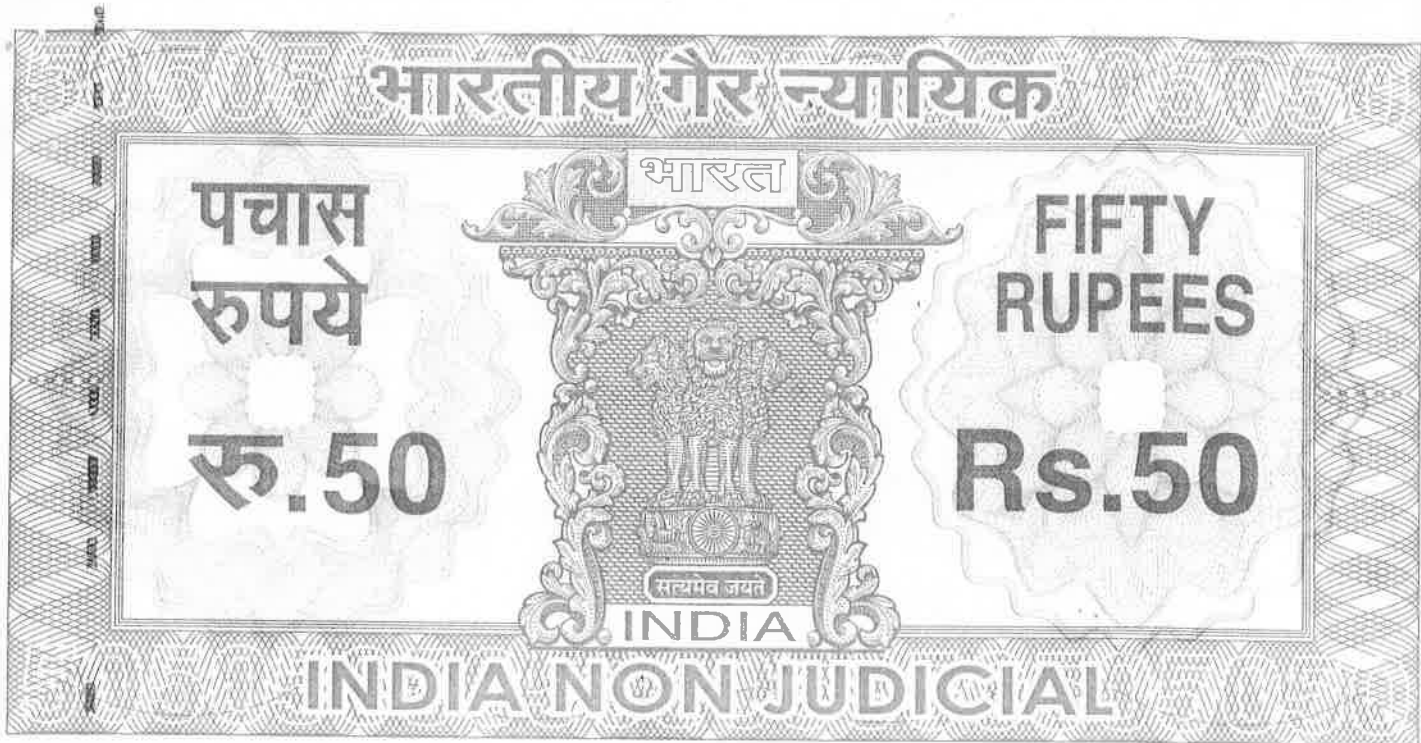 भारतीय गैर न्यायिक
भारत
पचास
रुपये
रु.50
FIFTY
RUPEES
Rs.50
सत्यमेव जयते
INDIA
INDIA NON JUDICIAL